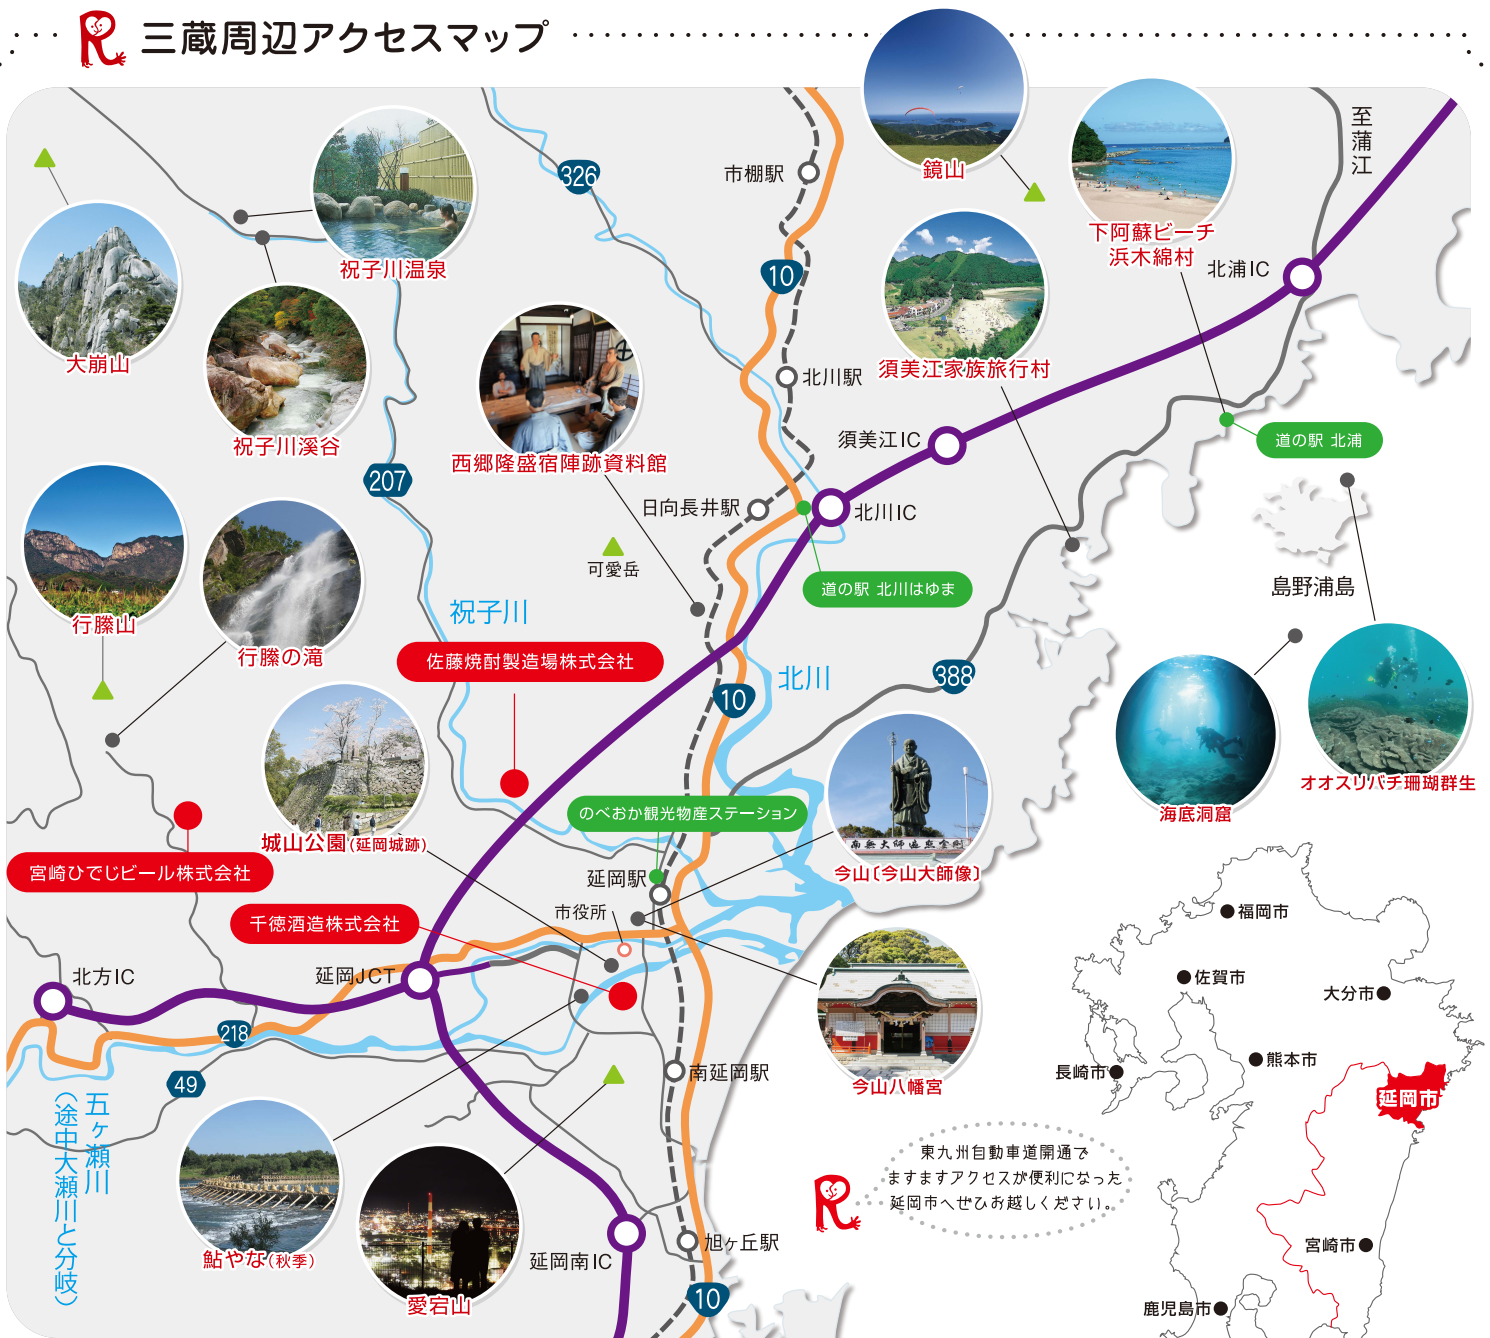 三蔵周辺アクセスマップ
至蒲江
326
市棚駅
鏡山
下阿蘇ビーチ
浜木綿村
北浦IC
祝子川温泉
10
大崩山
祝子川渓谷
北川駅
須美江家族旅行村
須美江IC
道の駅 北浦
西郷隆盛宿陣跡資料館
207
日向長井駅
北川IC
可愛岳
道の駅 北川はゆま
島野浦島
祝子川
行縢山
行縢の滝
佐藤焼酎製造場株式会社
北川
388
10
オオスリバチ珊瑚群生
海底洞窟
のべおか観光物産ステーション
城山公園(延岡城跡)
南無大師遍照金剛
今山(今山大師像)
宮崎ひでじビール株式会社
延岡駅
市役所
千徳酒造株式会社
北方IC
延岡JCT
218
49
南延岡駅
今山八幡宮
五ヶ瀬川
(途中大瀬川と分岐)
鮎やな(秋季)
愛宕山
延岡南IC
旭ヶ丘駅
10
東九州自動車道開通で
ますますアクセスが便利になった
延岡市へぜひお越しください。
福岡市
佐賀市
大分市
長崎市
熊本市
延岡市
宮崎市
鹿児島市